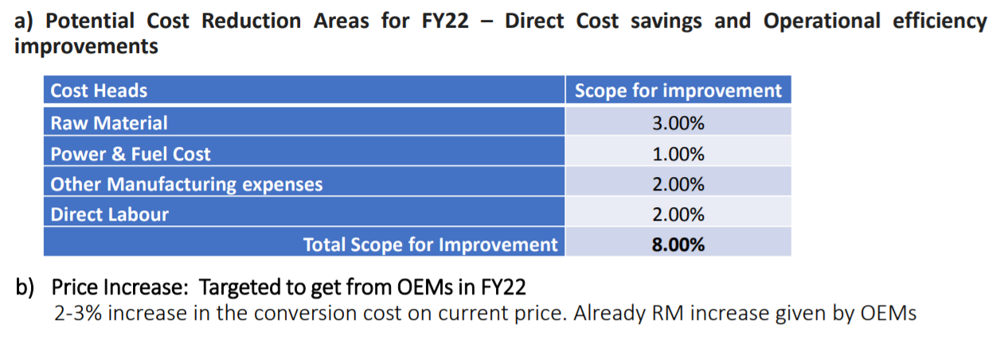 a) Potential Cost Reduction Areas for FY22 – Direct Cost savings and Operational efficiency
improvements
Cost Heads Scope for improvement
Raw Material 3.00%
Power & Fuel Cost 1.00%
Other Manufacturing expenses 2.00%
Direct Labour 2.00%
Total Scope for Improvement 8.00%
b) Price Increase: Targeted to get from OEMs in FY22
2-3% increase in the conversion cost on current price. Already RM increase given by OEMs